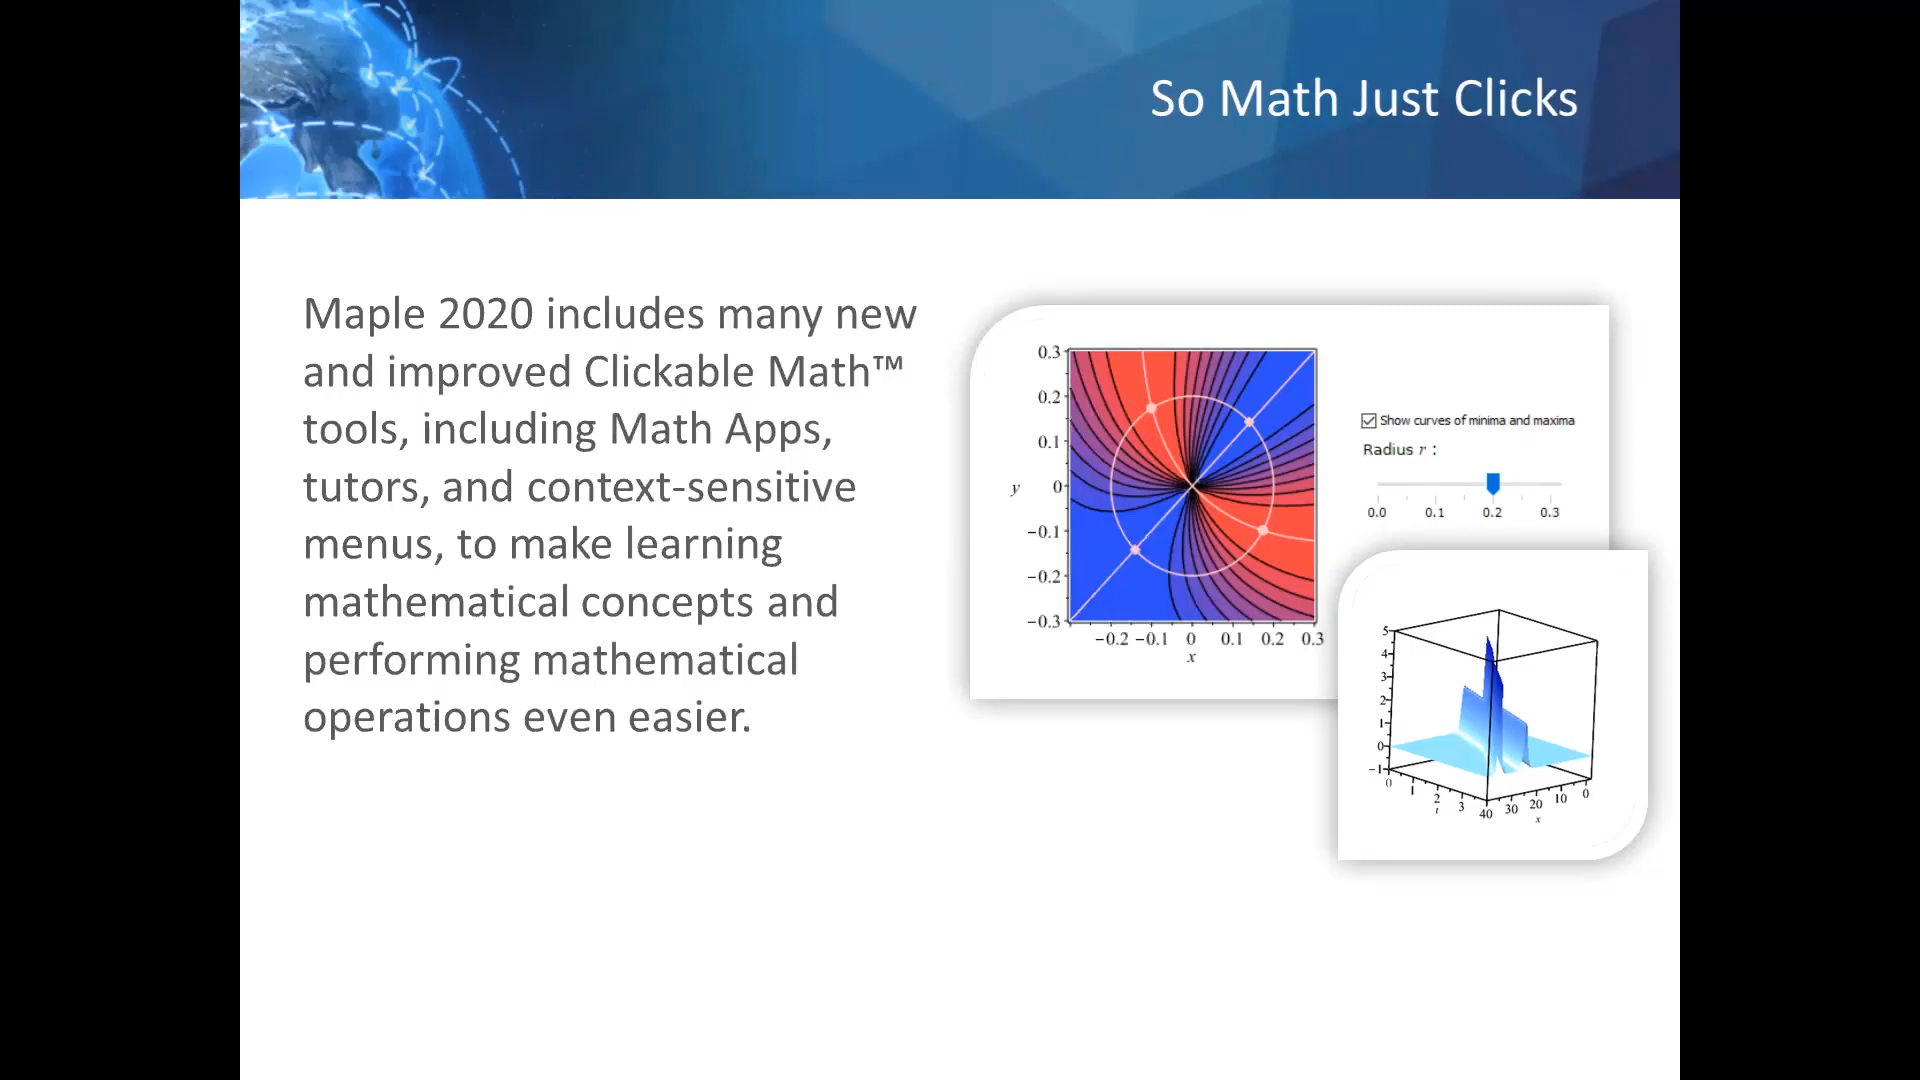 So Math Just Clicks
Maple 2020 includes many new
and improved Clickable Math™
tools, including Math Apps,
tutors, and context-sensitive
menus, to make learning
mathematical concepts and
performing mathematical
operations even easier.
0.3
0.2
0.1
y 0
−0.1
−0.2
−0.3
−0.2 −0.1 0 0.1 0.2 0.3
x
Show curves of minima and maxima
Radius r :
0.0 0.1 0.2 0.3
5
4
3
2
1
0
−1
0 1 2 3 40 30 20 10 0
t x